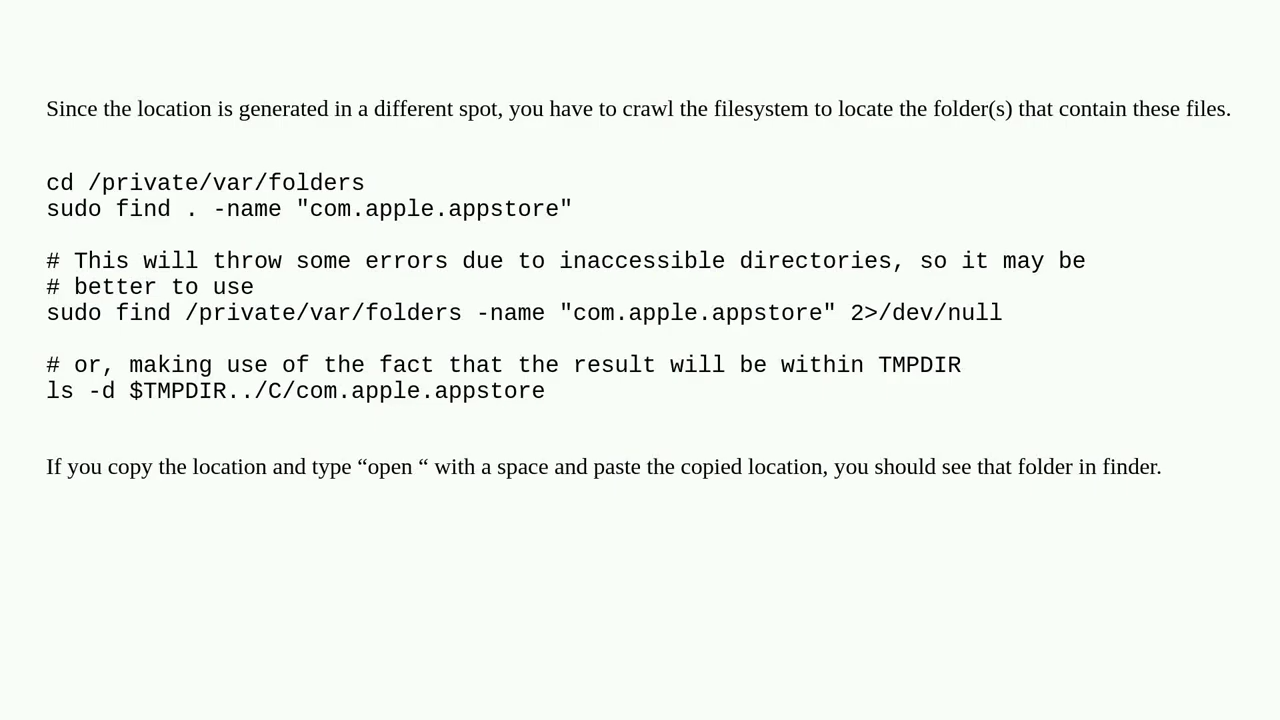 Since the location is generated in a different spot, you have to crawl the filesystem to locate the folder(s) that contain these files.
cd /private/var/folders
sudo find . -name "com.apple.appstore"
# This will throw some errors due to inaccessible directories, so it may be
# better to use
sudo find /private/var/folders -name "com.apple.appstore" 2>/dev/null
# or, making use of the fact that the result will be within TMPDIR
ls -d $TMPDIR../C/com.apple.appstore
If you copy the location and type “open “ with a space and paste the copied location, you should see that folder in finder.